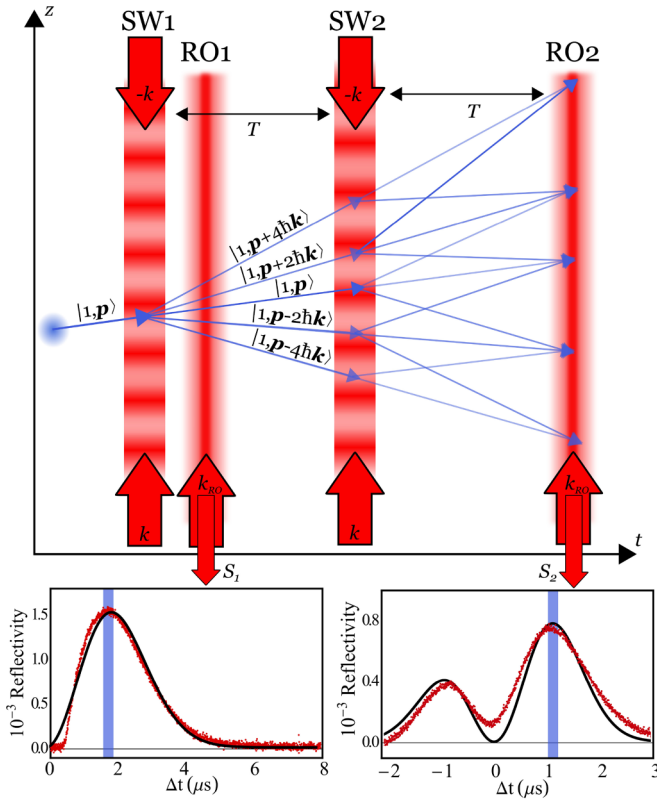 z
SW1
SW2
RO1
RO2
-k
-k
T
T
|1,p+4ħk⟩
|1,p+2ħk⟩
|1,p⟩
|1,p⟩
|1,p-2ħk⟩
|1,p-4ħk⟩
k_RO
k_RO
k
k
t
S_1
S_2
10^-3 Reflectivity
1.5
1.0
0.5
0.0
0 2 4 6 8
Δt (μs)
10^-3 Reflectivity
0.8
0.4
0.0
-2 -1 0 1 2 3
Δt (μs)